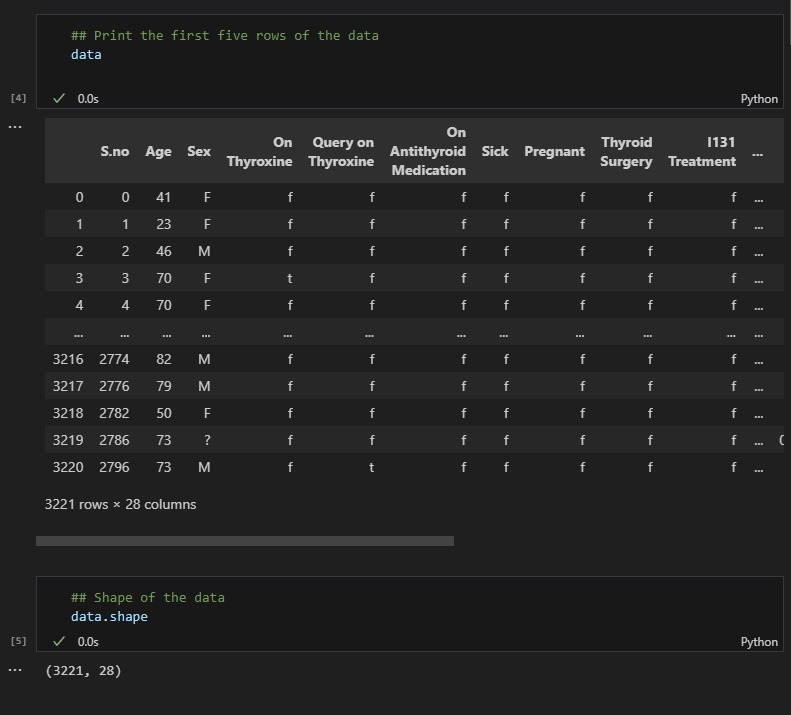 ## Print the first five rows of the data
data
[4] ✓ 0.0s Python
...
S.no Age Sex On Thyroxine Query on Thyroxine On Antithyroid Medication Sick Pregnant Thyroid Surgery I131 Treatment ...
0 0 41 F f f f f f f f ...
1 1 23 F f f f f f f f ...
2 2 46 M f f f f f f f ...
3 3 70 F t f f f f f f ...
4 4 70 F f f f f f f f ...
... ... ... ... ... ... ... ... ... ... ... ...
3216 2774 82 M f f f f f f f ...
3217 2776 79 M f f f f f f f ...
3218 2782 50 F f f f f f f f ...
3219 2786 73 ? f f f f f f f ... 0
3220 2796 73 M f t f f f f f ...
3221 rows × 28 columns
## Shape of the data
data.shape
[5] ✓ 0.0s Python
... (3221, 28)